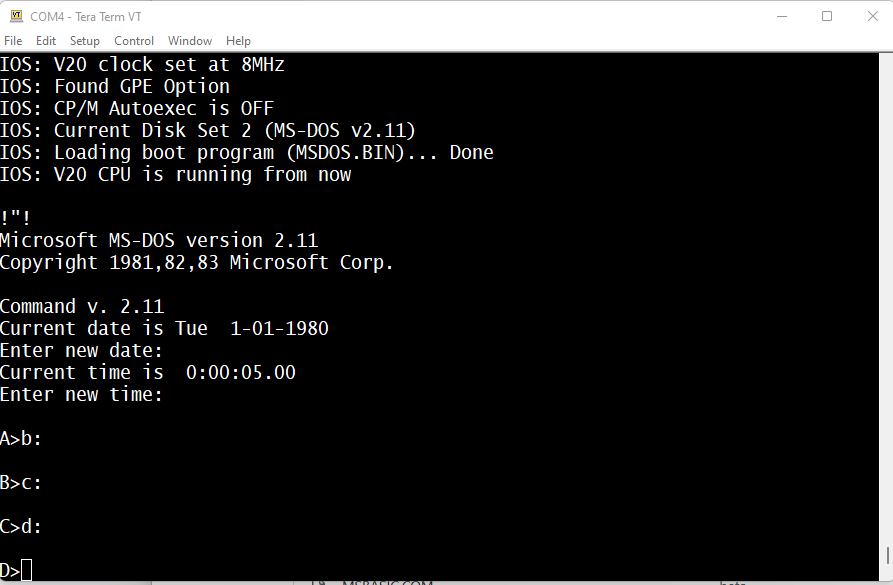 COM4 - Tera Term VT
File Edit Setup Control Window Help
IOS: V20 clock set at 8MHz
IOS: Found GPE Option
IOS: CP/M Autoexec is OFF
IOS: Current Disk Set 2 (MS-DOS v2.11)
IOS: Loading boot program (MSDOS.BIN)... Done
IOS: V20 CPU is running from now
!"!
Microsoft MS-DOS version 2.11
Copyright 1981,82,83 Microsoft Corp.
Command v. 2.11
Current date is Tue  1-01-1980
Enter new date:
Current time is  0:00:05.00
Enter new time:
A>b:
B>c:
C>d:
D>